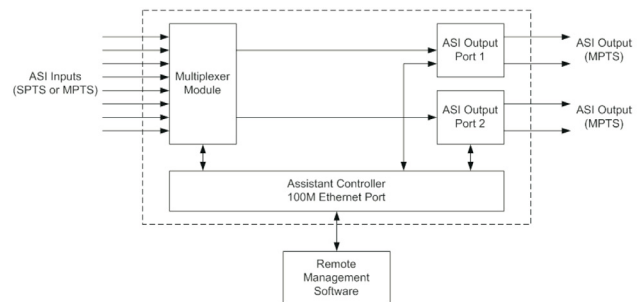 ASI Inputs
(SPTS or MPTS)
Multiplexer
Module
ASI Output
Port 1
ASI Output
(MPTS)
ASI Output
Port 2
ASI Output
(MPTS)
Assistant Controller
100M Ethernet Port
Remote
Management
Software